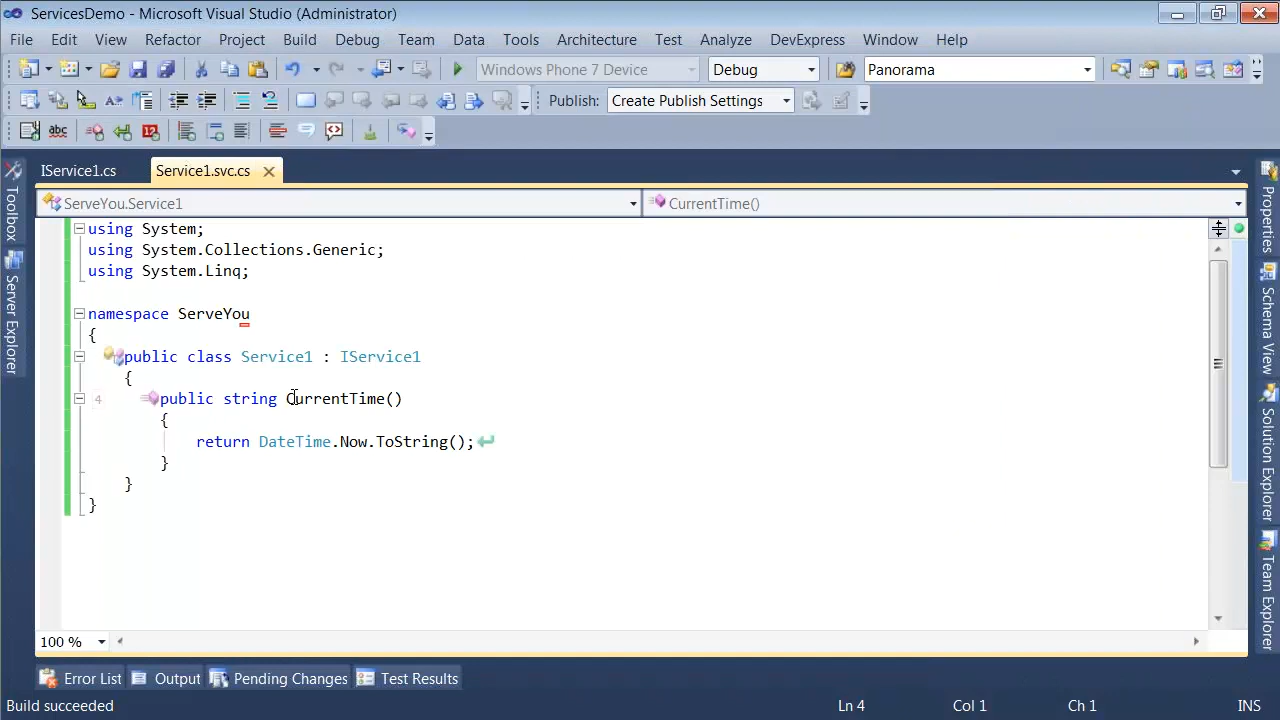 ServicesDemo - Microsoft Visual Studio (Administrator)
File Edit View Refactor Project Build Debug Team Data Tools Architecture Test Analyze DevExpress Window Help
Windows Phone 7 Device Debug Panorama
Publish: Create Publish Settings
abc 12
IService1.cs Service1.svc.cs
ServeYou.Service1 CurrentTime()
Toolbox
Server Explorer
using System;
using System.Collections.Generic;
using System.Linq;
namespace ServeYou
{
public class Service1 : IService1
{
4 public string CurrentTime()
{
return DateTime.Now.ToString();
}
}
}
Properties
Schema View
Solution Explorer
Team Explorer
100 %
Error List Output Pending Changes Test Results
Build succeeded Ln 4 Col 1 Ch 1 INS